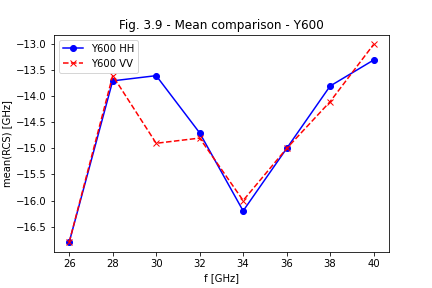 Fig. 3.9 - Mean comparison - Y600
Y600 HH
Y600 VV
mean(RCS) [GHz]
−13.0
−13.5
−14.0
−14.5
−15.0
−15.5
−16.0
−16.5
26 28 30 32 34 36 38 40
f [GHz]